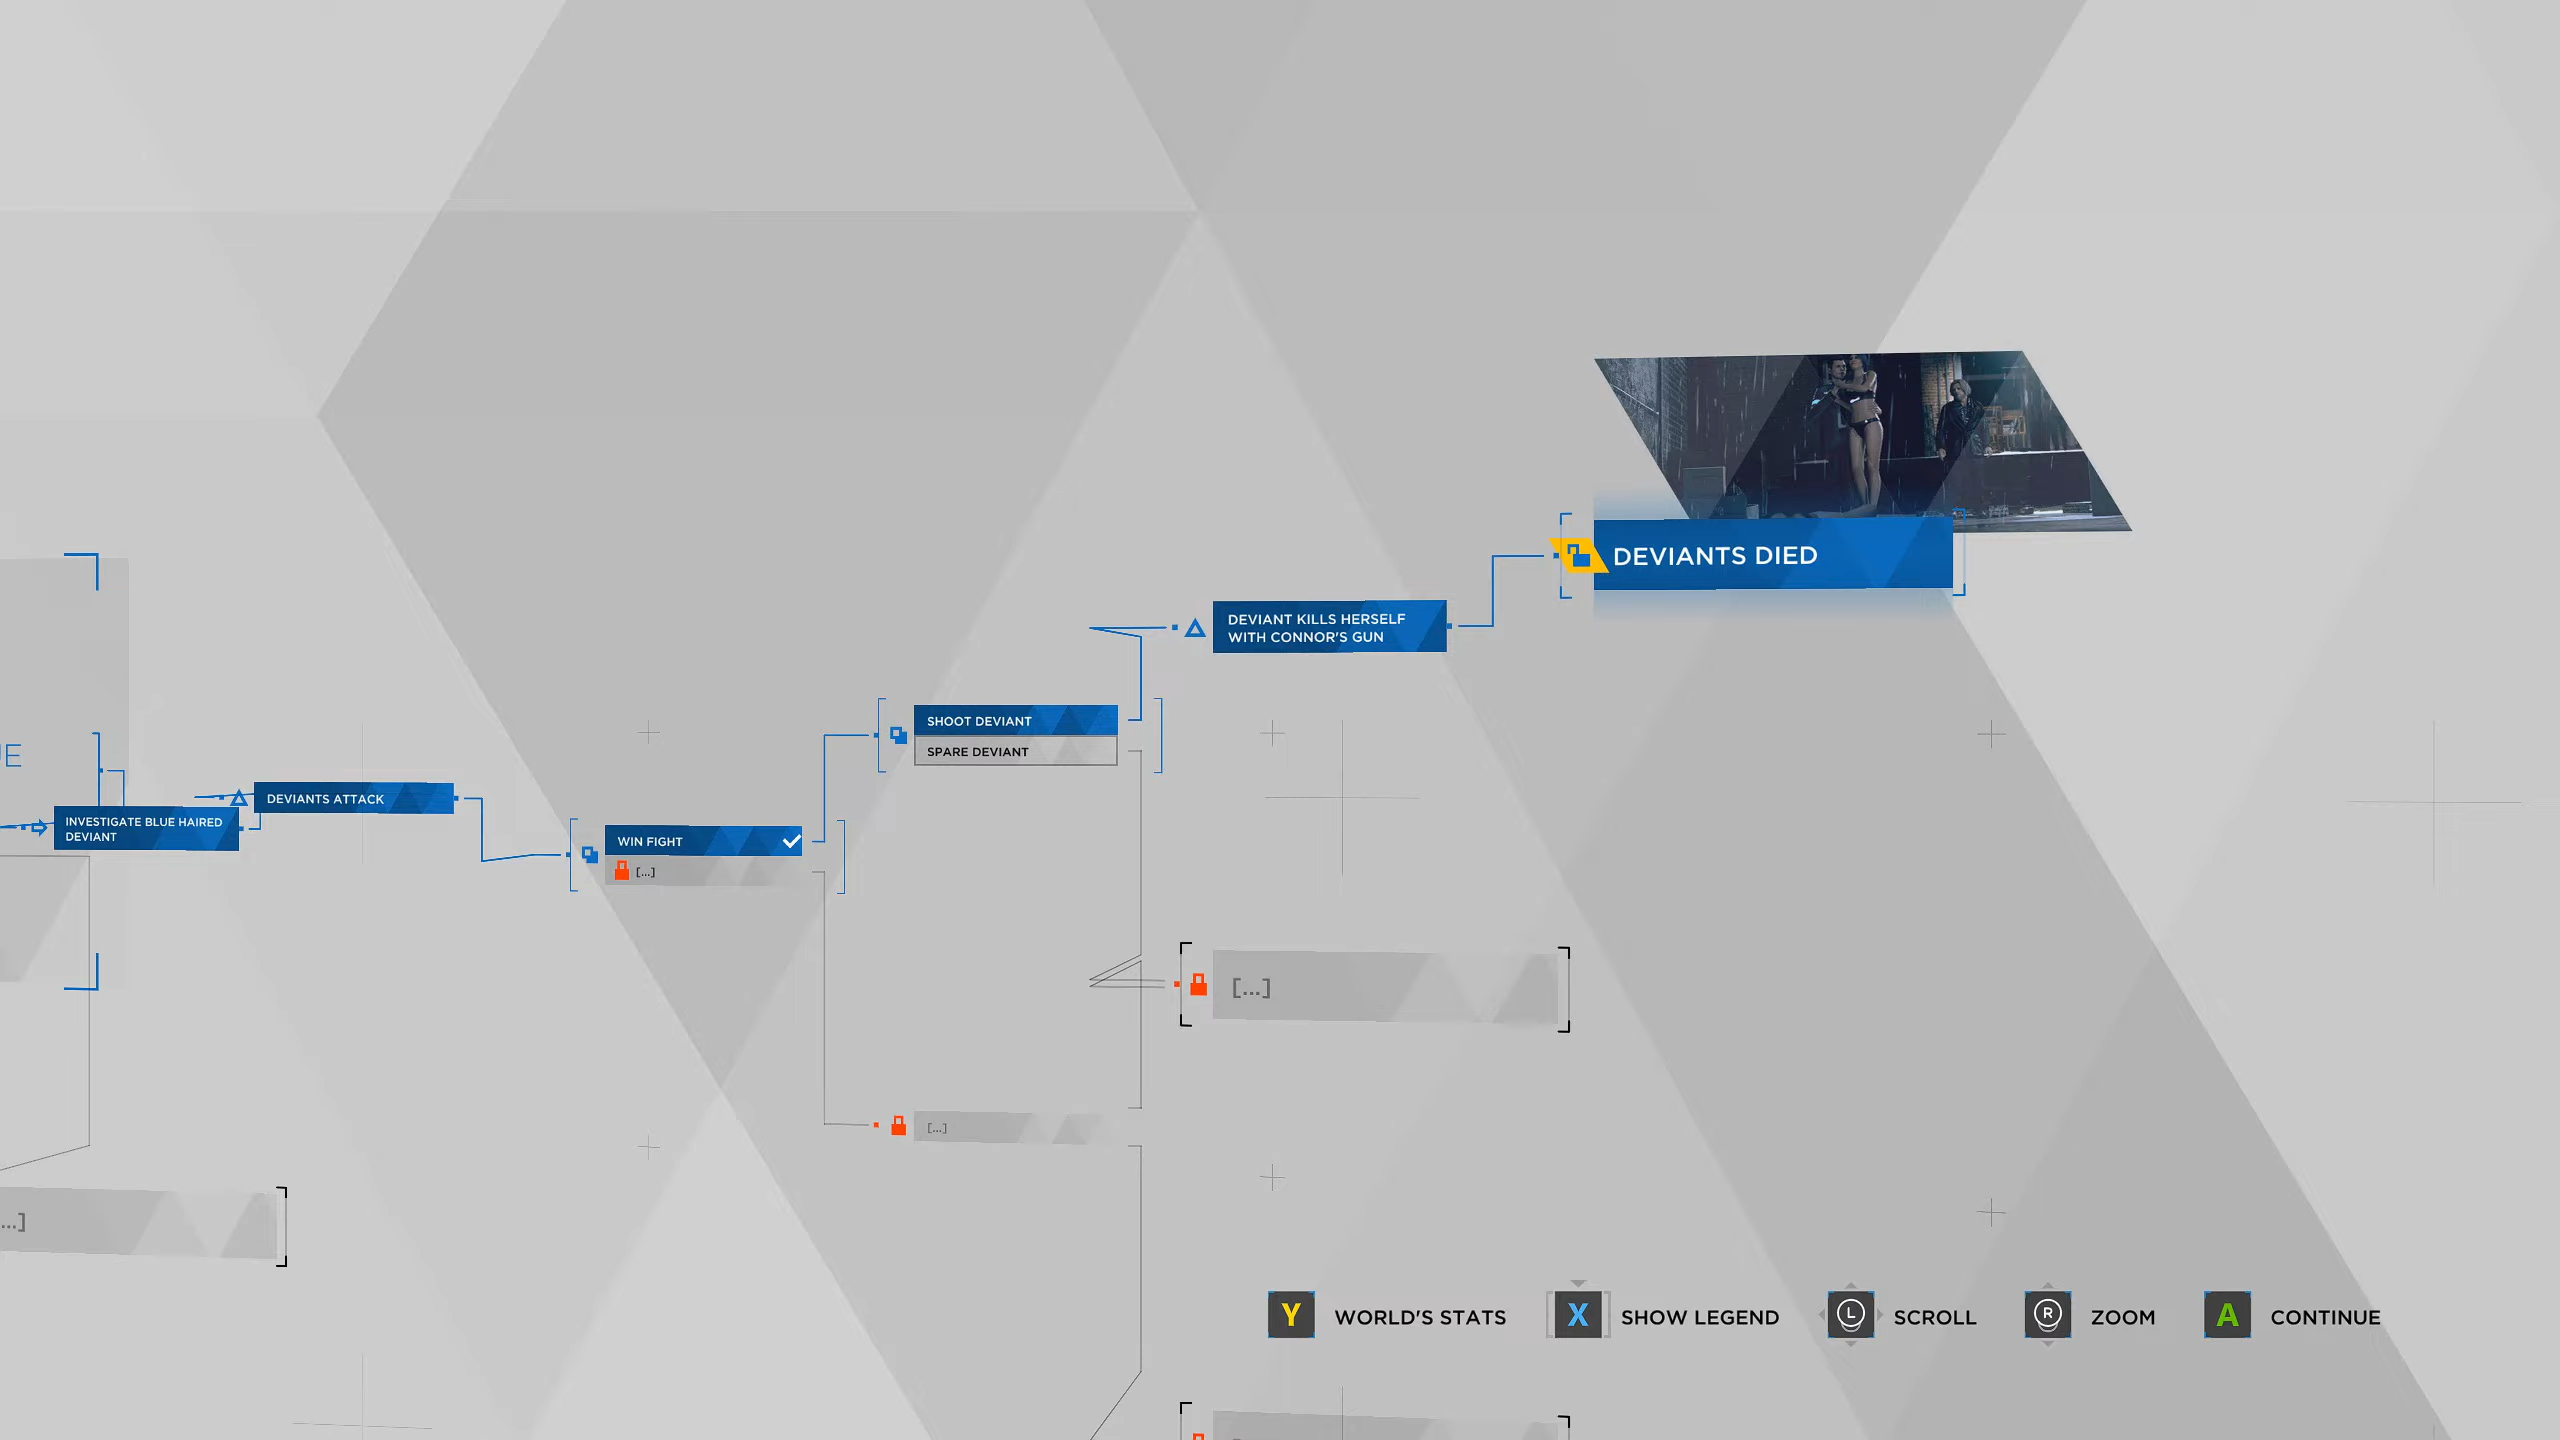 DEVIANTS DIED
DEVIANT KILLS HERSELF
WITH CONNOR'S GUN
SHOOT DEVIANT
SPARE DEVIANT
E
DEVIANTS ATTACK
INVESTIGATE BLUE HAIRED
DEVIANT
WIN FIGHT
[...]
[...]
[...]
...]
Y WORLD'S STATS X SHOW LEGEND L SCROLL R ZOOM A CONTINUE